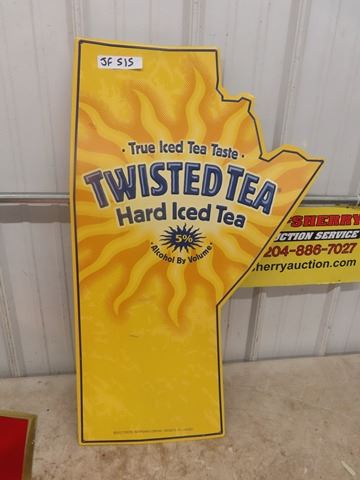 JF 515
· True Iced Tea Taste ·
TWISTED TEA
Hard Iced Tea
5%
· Alcohol By Volume ·
SHERRY
CTION SERVICE
204-886-7027
herryauction.com